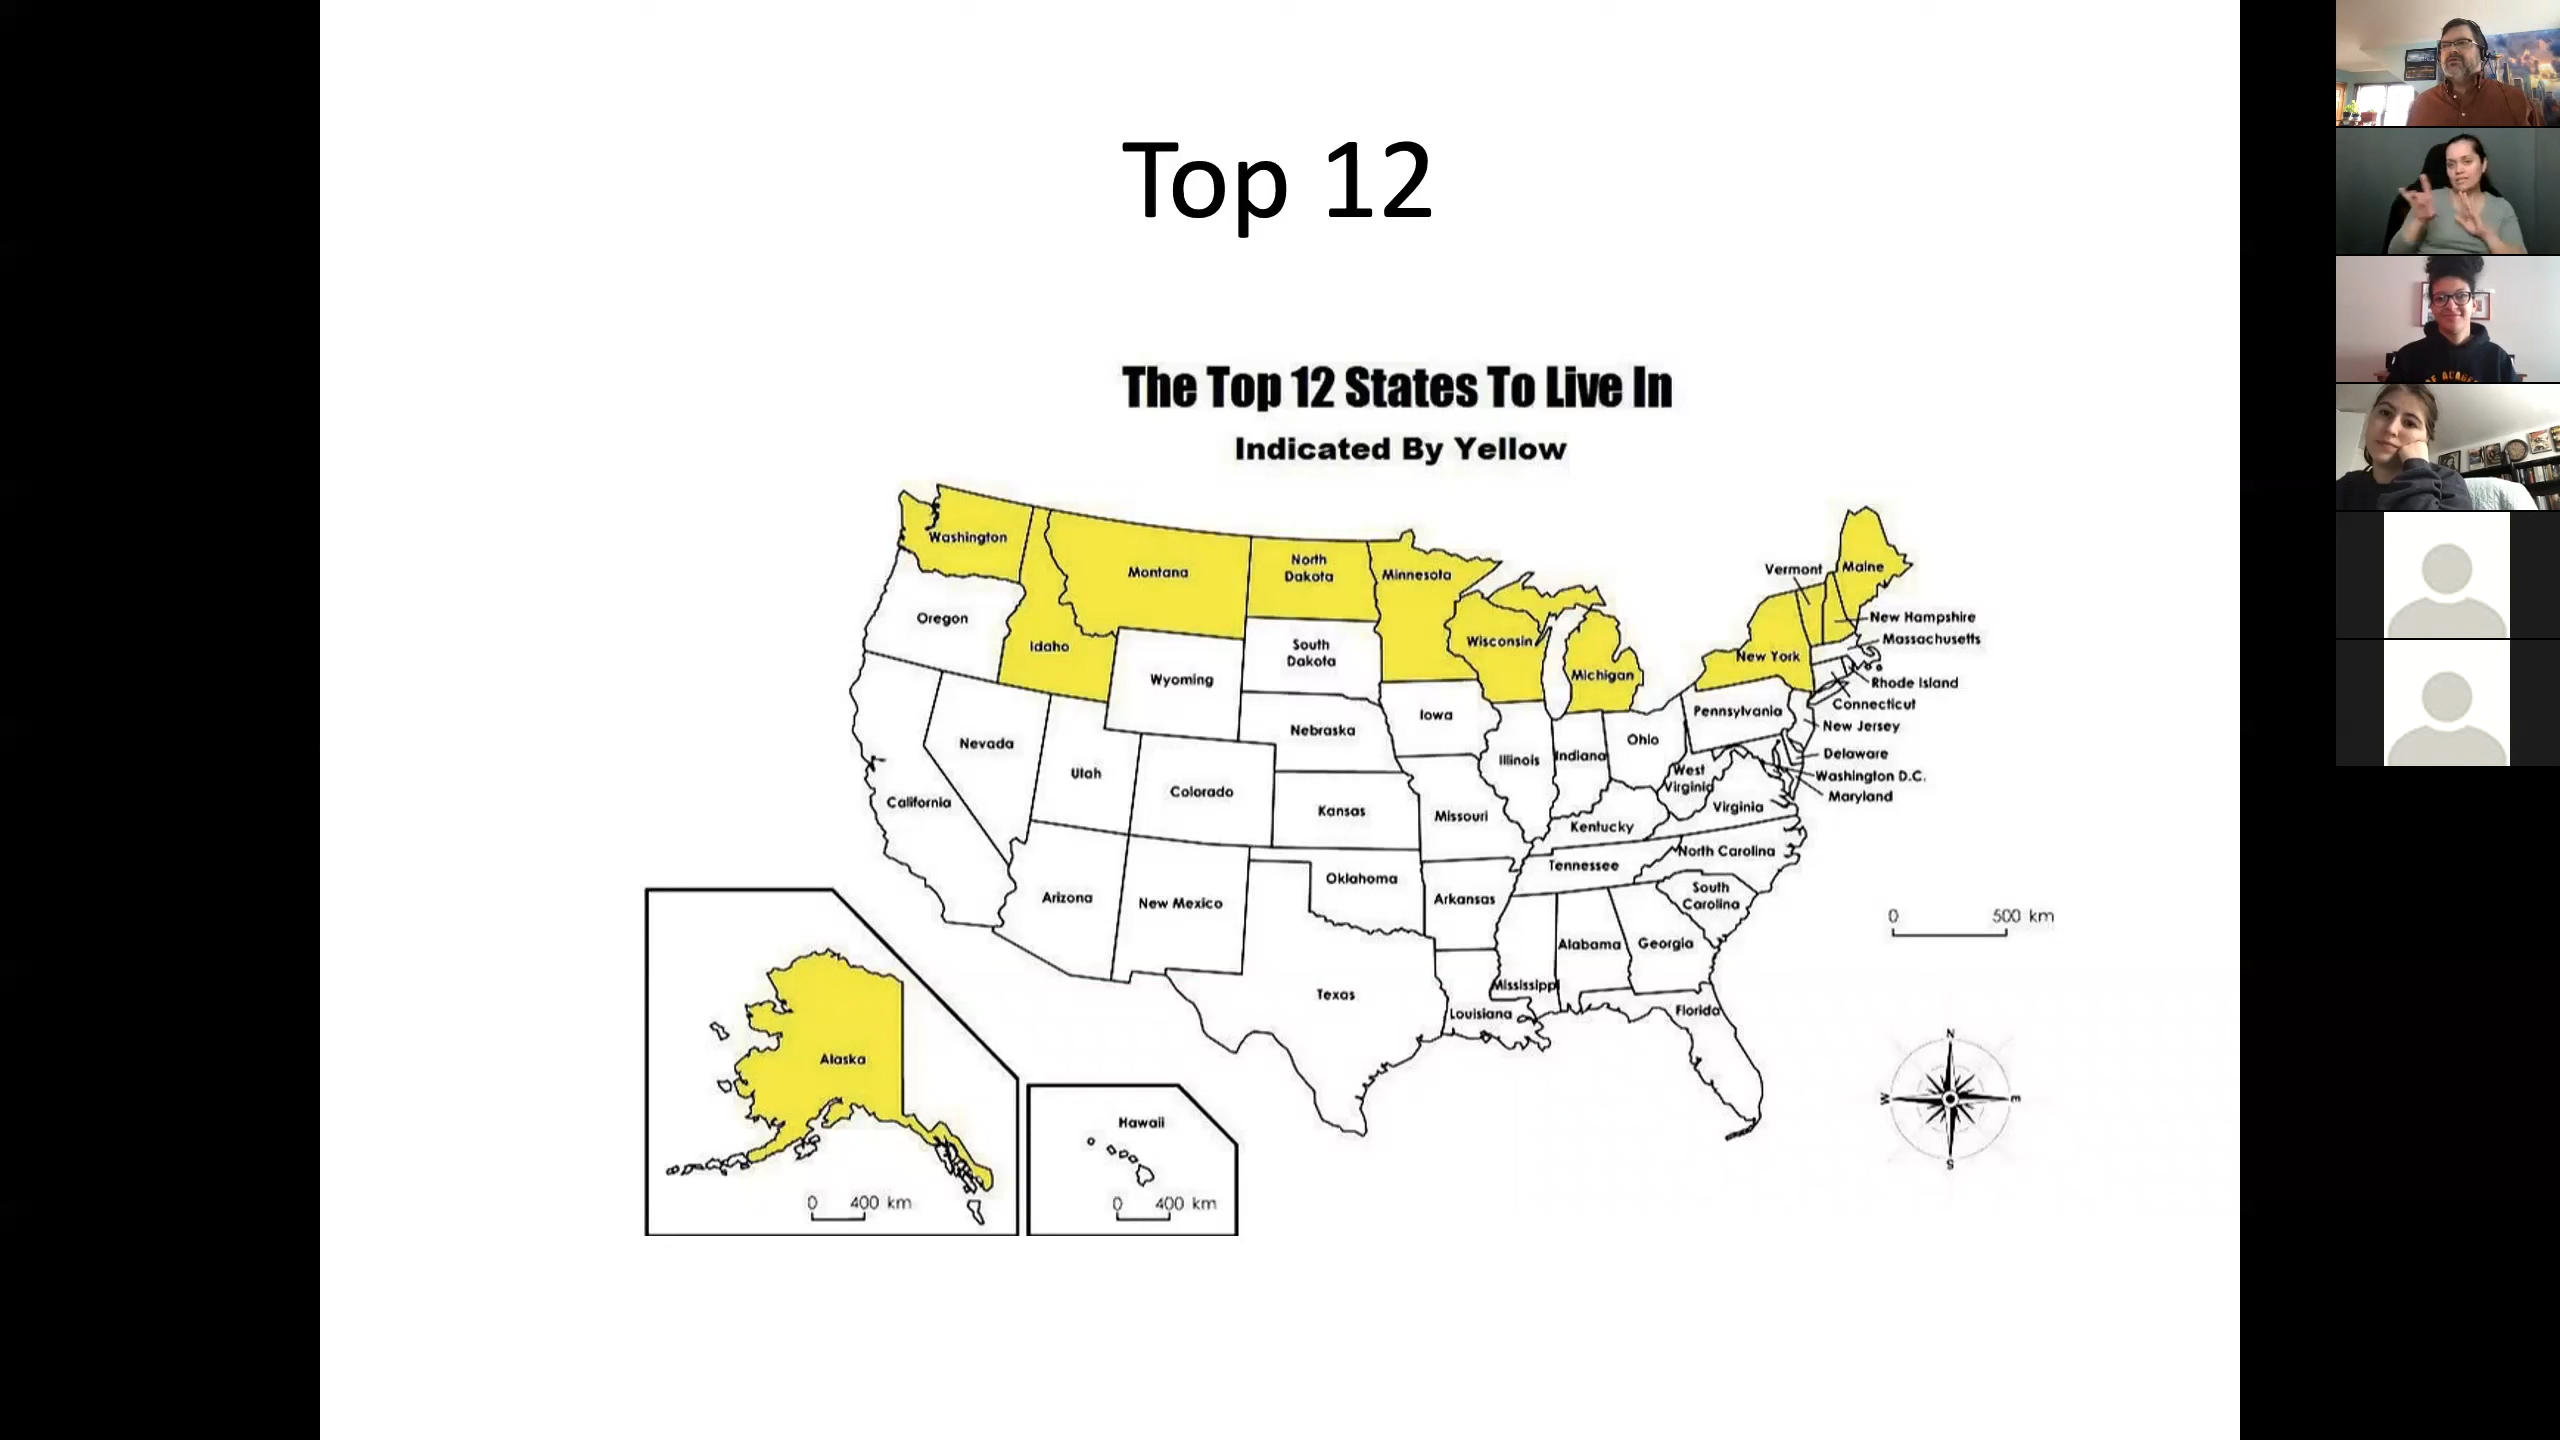 Top 12
The Top 12 States To Live In
Indicated By Yellow
Washington
Montana
North
Dakota
Minnesota
Vermont
Maine
Oregon
Idaho
Wyoming
South
Dakota
Wisconsin
Michigan
New York
New Hampshire
Massachusetts
Rhode Island
Connecticut
New Jersey
Pennsylvania
Iowa
Nebraska
Nevada
Utah
Colorado
California
Kansas
Missouri
Illinois
Indiana
Ohio
West
Virginia
Virginia
Delaware
Washington D.C.
Maryland
Kentucky
Tennessee
North Carolina
South
Carolina
Arizona
New Mexico
Oklahoma
Arkansas
Alabama
Georgia
Mississippi
Louisiana
Texas
Florida
0 500 km
Alaska
0 400 km
Hawaii
0 400 km
N
W
E
S